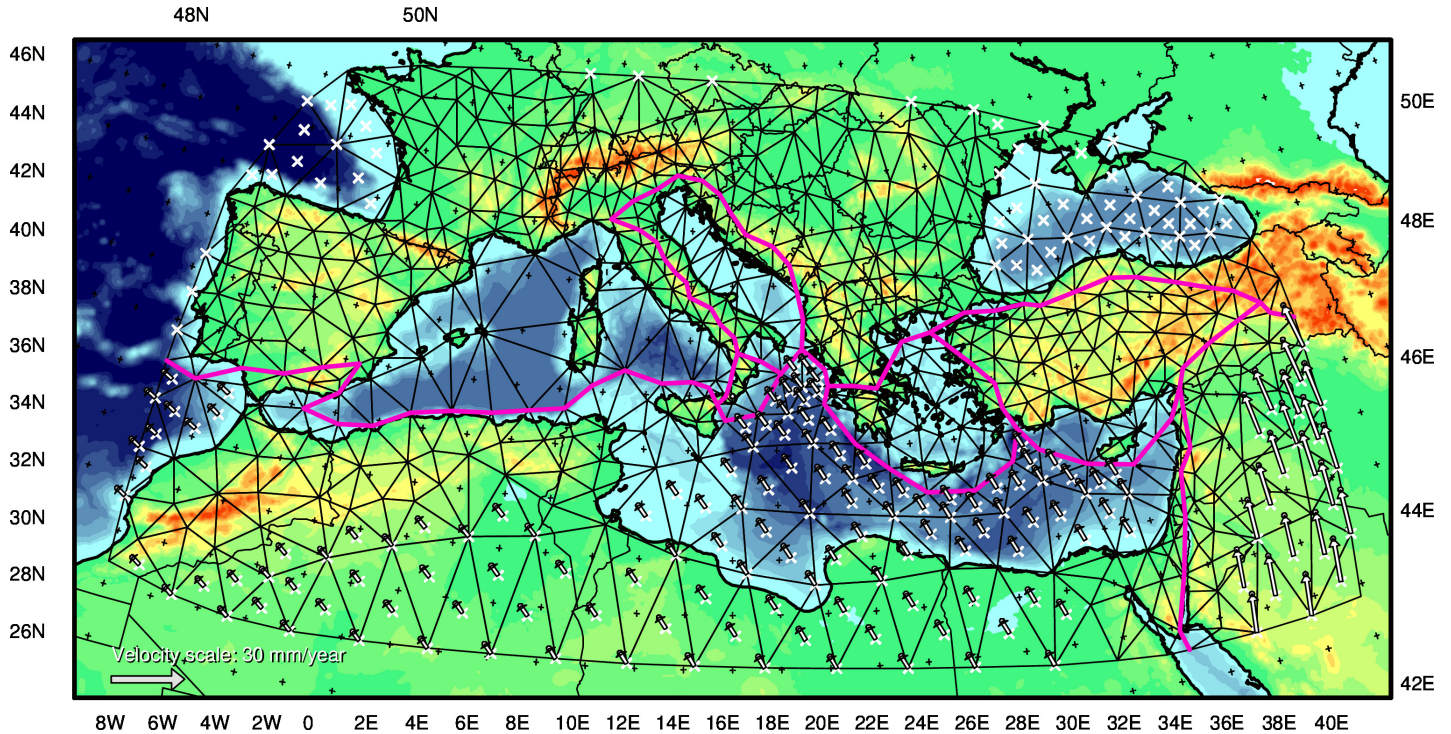 48N 50N
46N
44N
42N
40N
38N
36N
34N
32N
30N
28N
26N
50E
48E
46E
44E
42E
Velocity scale: 30 mm/year
8W 6W 4W 2W 0 2E 4E 6E 8E 10E 12E 14E 16E 18E 20E 22E 24E 26E 28E 30E 32E 34E 36E 38E 40E